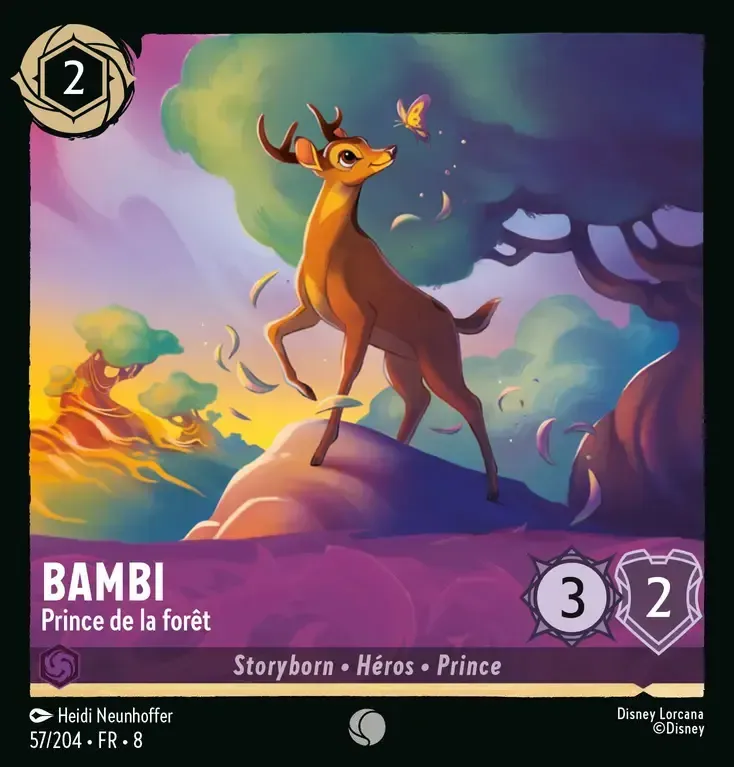 2
BAMBI
Prince de la forêt
3
2
Storyborn • Héros • Prince
Heidi Neunhoffer
57/204 • FR • 8
Disney Lorcana
©Disney